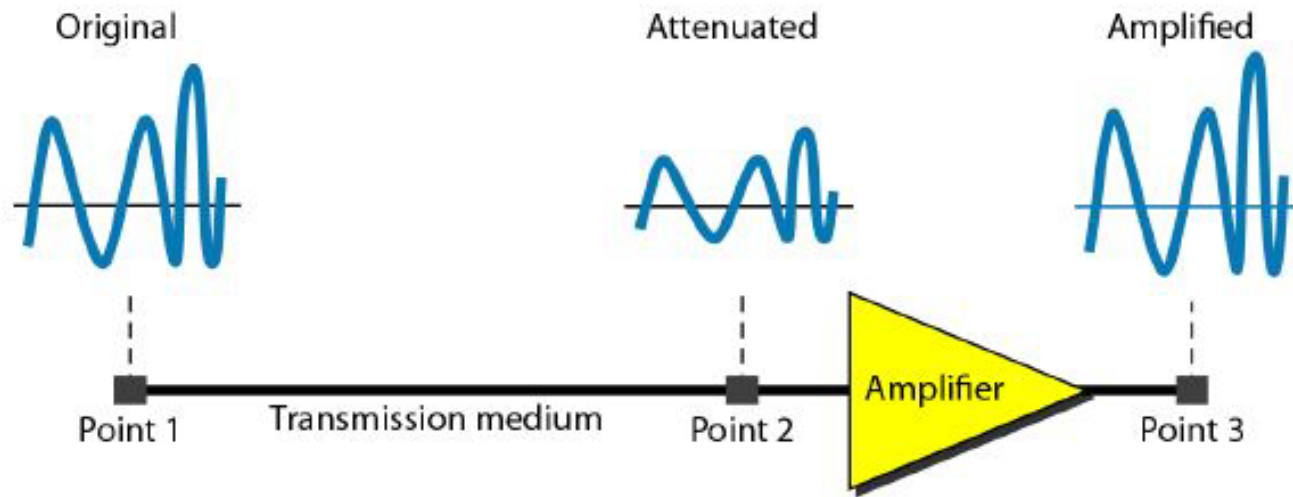 Original
Attenuated
Amplified
Amplifier
Point 1
Transmission medium
Point 2
Point 3